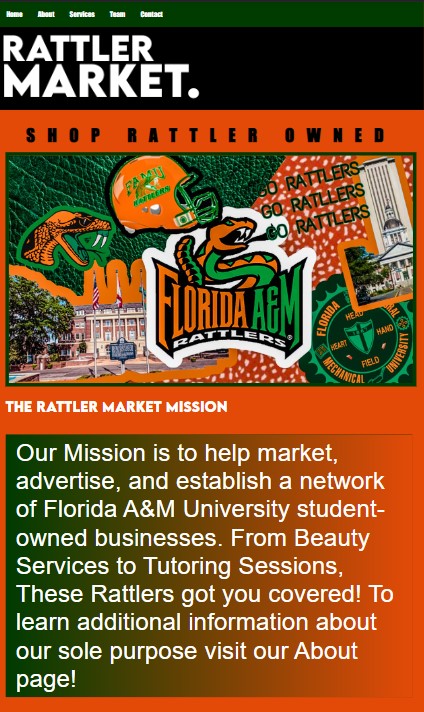 Home About Services Team Contact
RATTLER
MARKET.
SHOP RATTLER OWNED
FAMU
RATTLERS
GO RATTLERS
GO RATLLERS
GO RATTLERS
FLORIDA A&M
RATTLERS
FLORIDA
HEAD
HEART
HAND
FIELD
MECHANICAL
UNIVERSITY
THE RATTLER MARKET MISSION
Our Mission is to help market,
advertise, and establish a network
of Florida A&M University student-
owned businesses. From Beauty
Services to Tutoring Sessions,
These Rattlers got you covered! To
learn additional information about
our sole purpose visit our About
page!